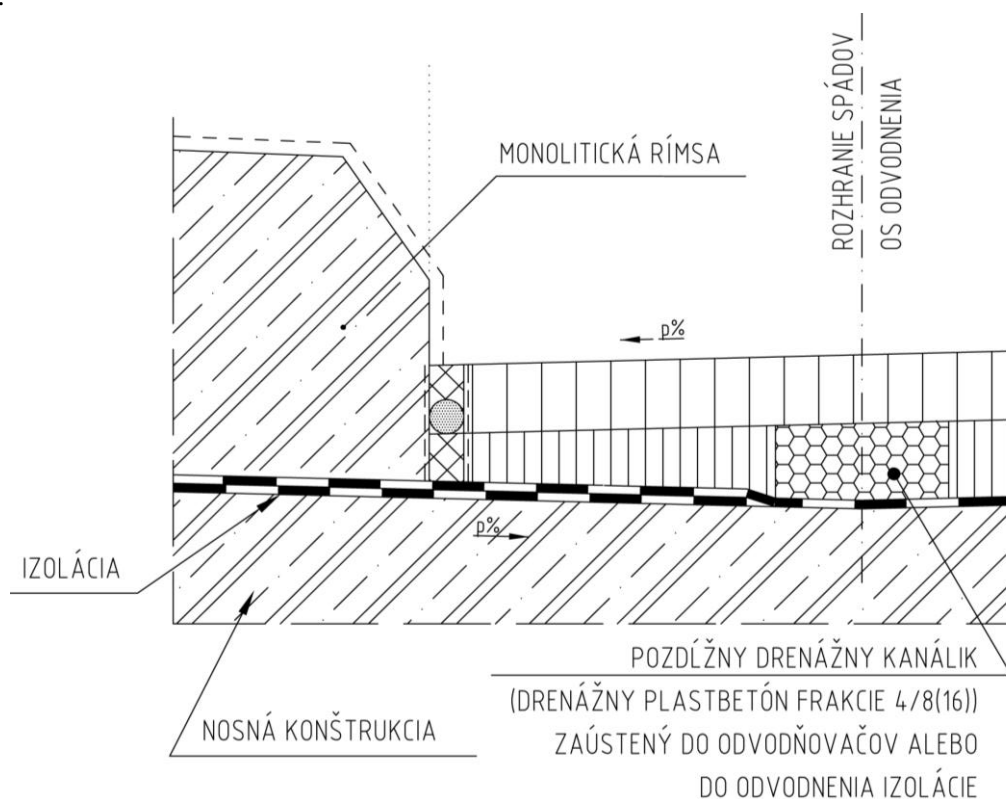 MONOLITICKÁ RÍMSA
ROZHRANIE SPÁDOV
OS ODVODNENIA
p%
p%
IZOLÁCIA
NOSNÁ KONŠTRUKCIA
POZDĹŽNY DRENÁŽNY KANÁLIK
(DRENÁŽNY PLASTBETÓN FRAKCIE 4/8(16))
ZAÚSTENÝ DO ODVODŇOVAČOV ALEBO
DO ODVODNENIA IZOLÁCIE